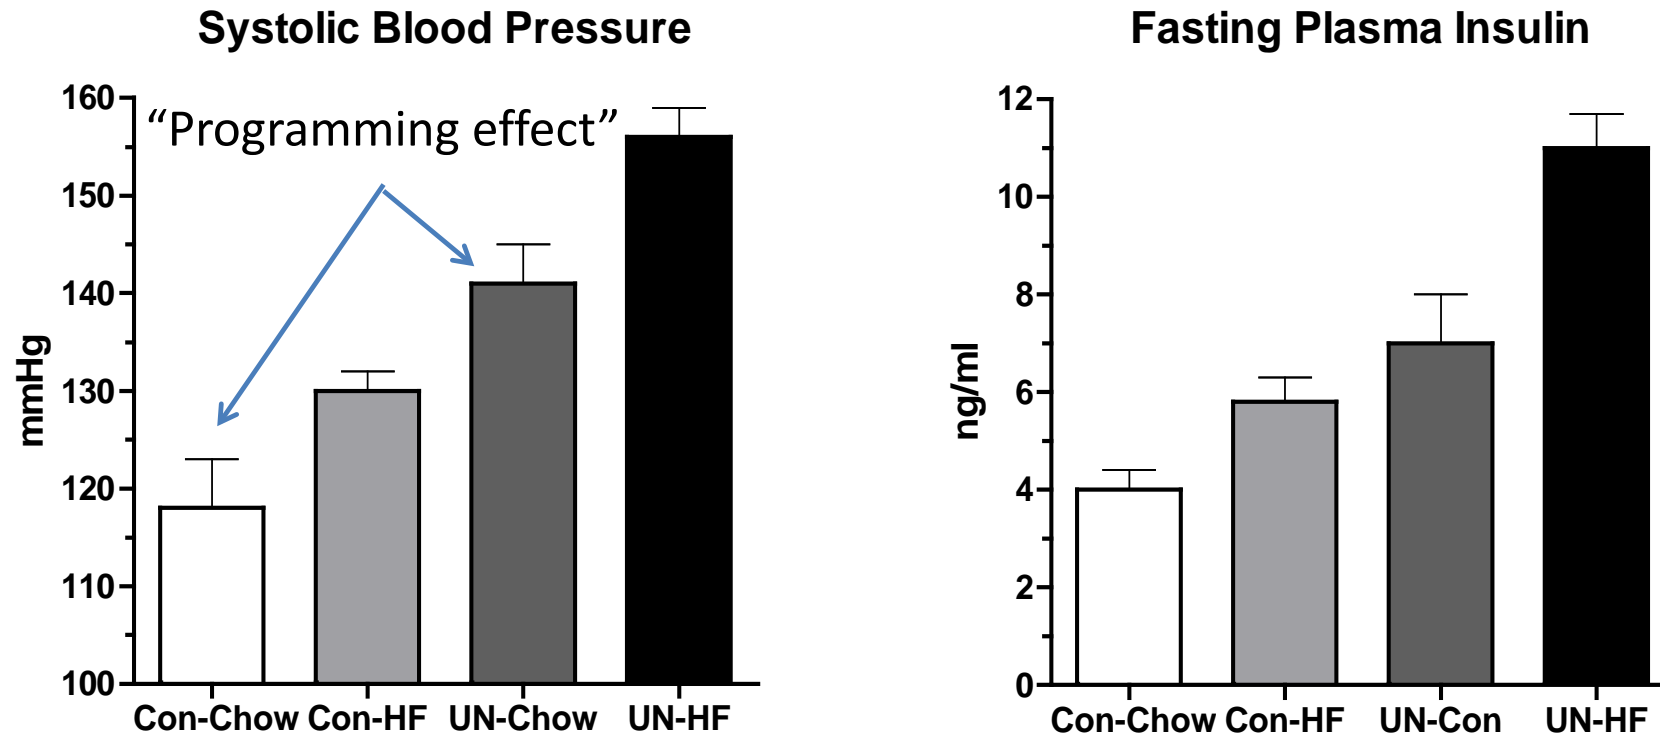 Systolic Blood Pressure
“Programming effect”
mmHg
160
150
140
130
120
110
100
Con-Chow Con-HF UN-Chow UN-HF
Fasting Plasma Insulin
ng/ml
12
10
8
6
4
2
0
Con-Chow Con-HF UN-Con UN-HF